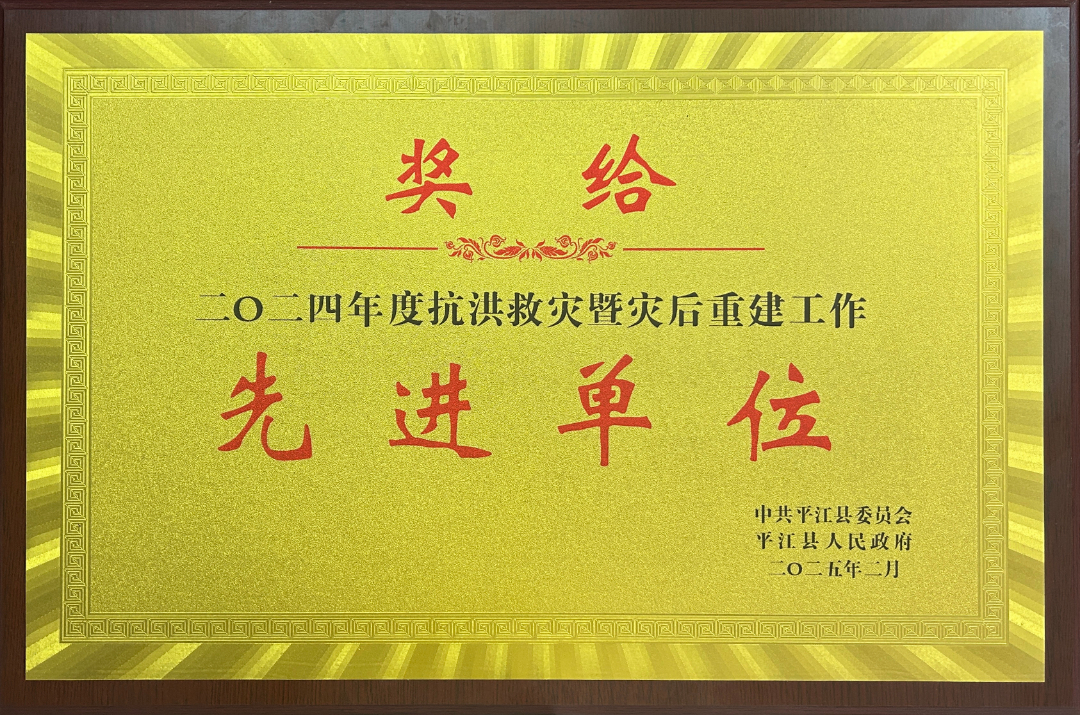 奖给
二〇二四年度抗洪救灾暨灾后重建工作
先进单位
中共平江县委员会
平江县人民政府
二〇二五年二月